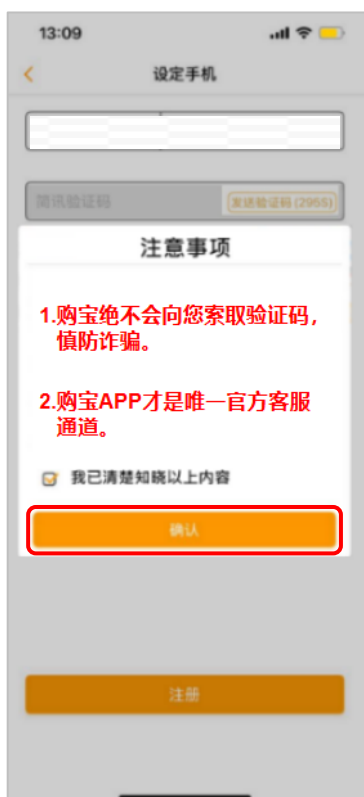 13:09
设定手机
简讯验证码
发送验证码(295S)
注意事项
1.购宝绝不会向您索取验证码，
慎防诈骗。
2.购宝APP才是唯一官方客服
通道。
我已清楚知晓以上内容
确认
注册